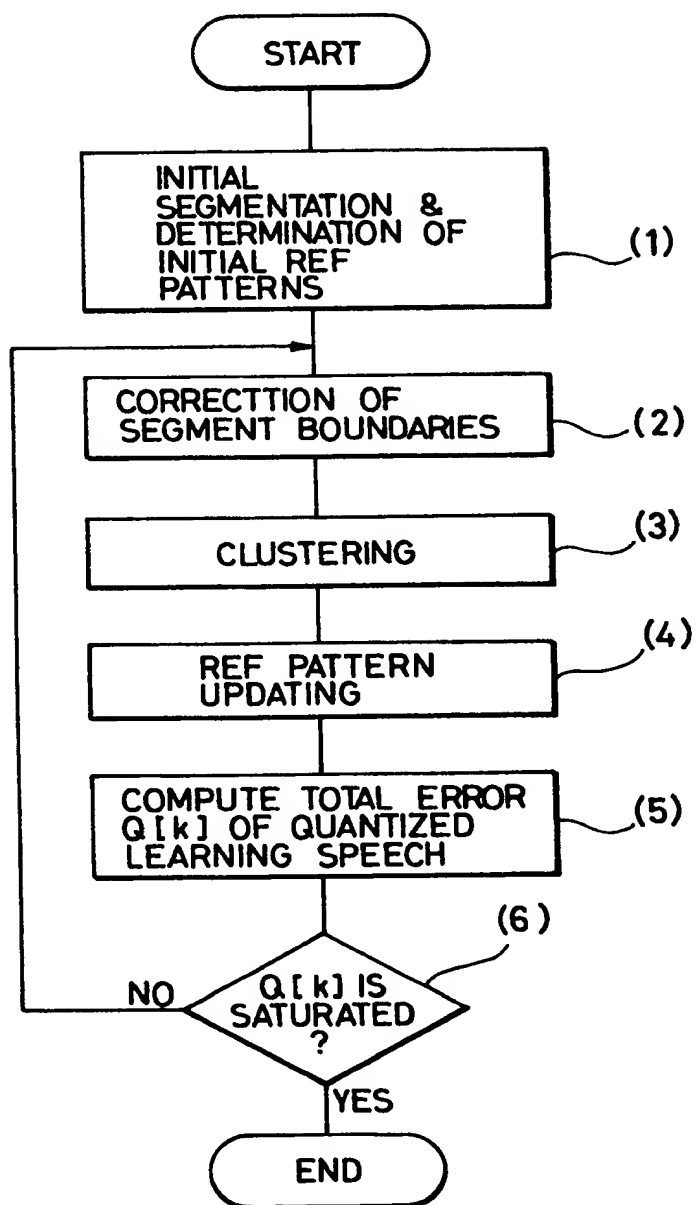 START
INITIAL
SEGMENTATION &
DETERMINATION OF
INITIAL REF
PATTERNS
(1)
CORRECTTION OF
SEGMENT BOUNDARIES
(2)
CLUSTERING
(3)
REF PATTERN
UPDATING
(4)
COMPUTE TOTAL ERROR
Q[k] OF QUANTIZED
LEARNING SPEECH
(5)
(6)
Q[k] IS
SATURATED
?
NO
YES
END